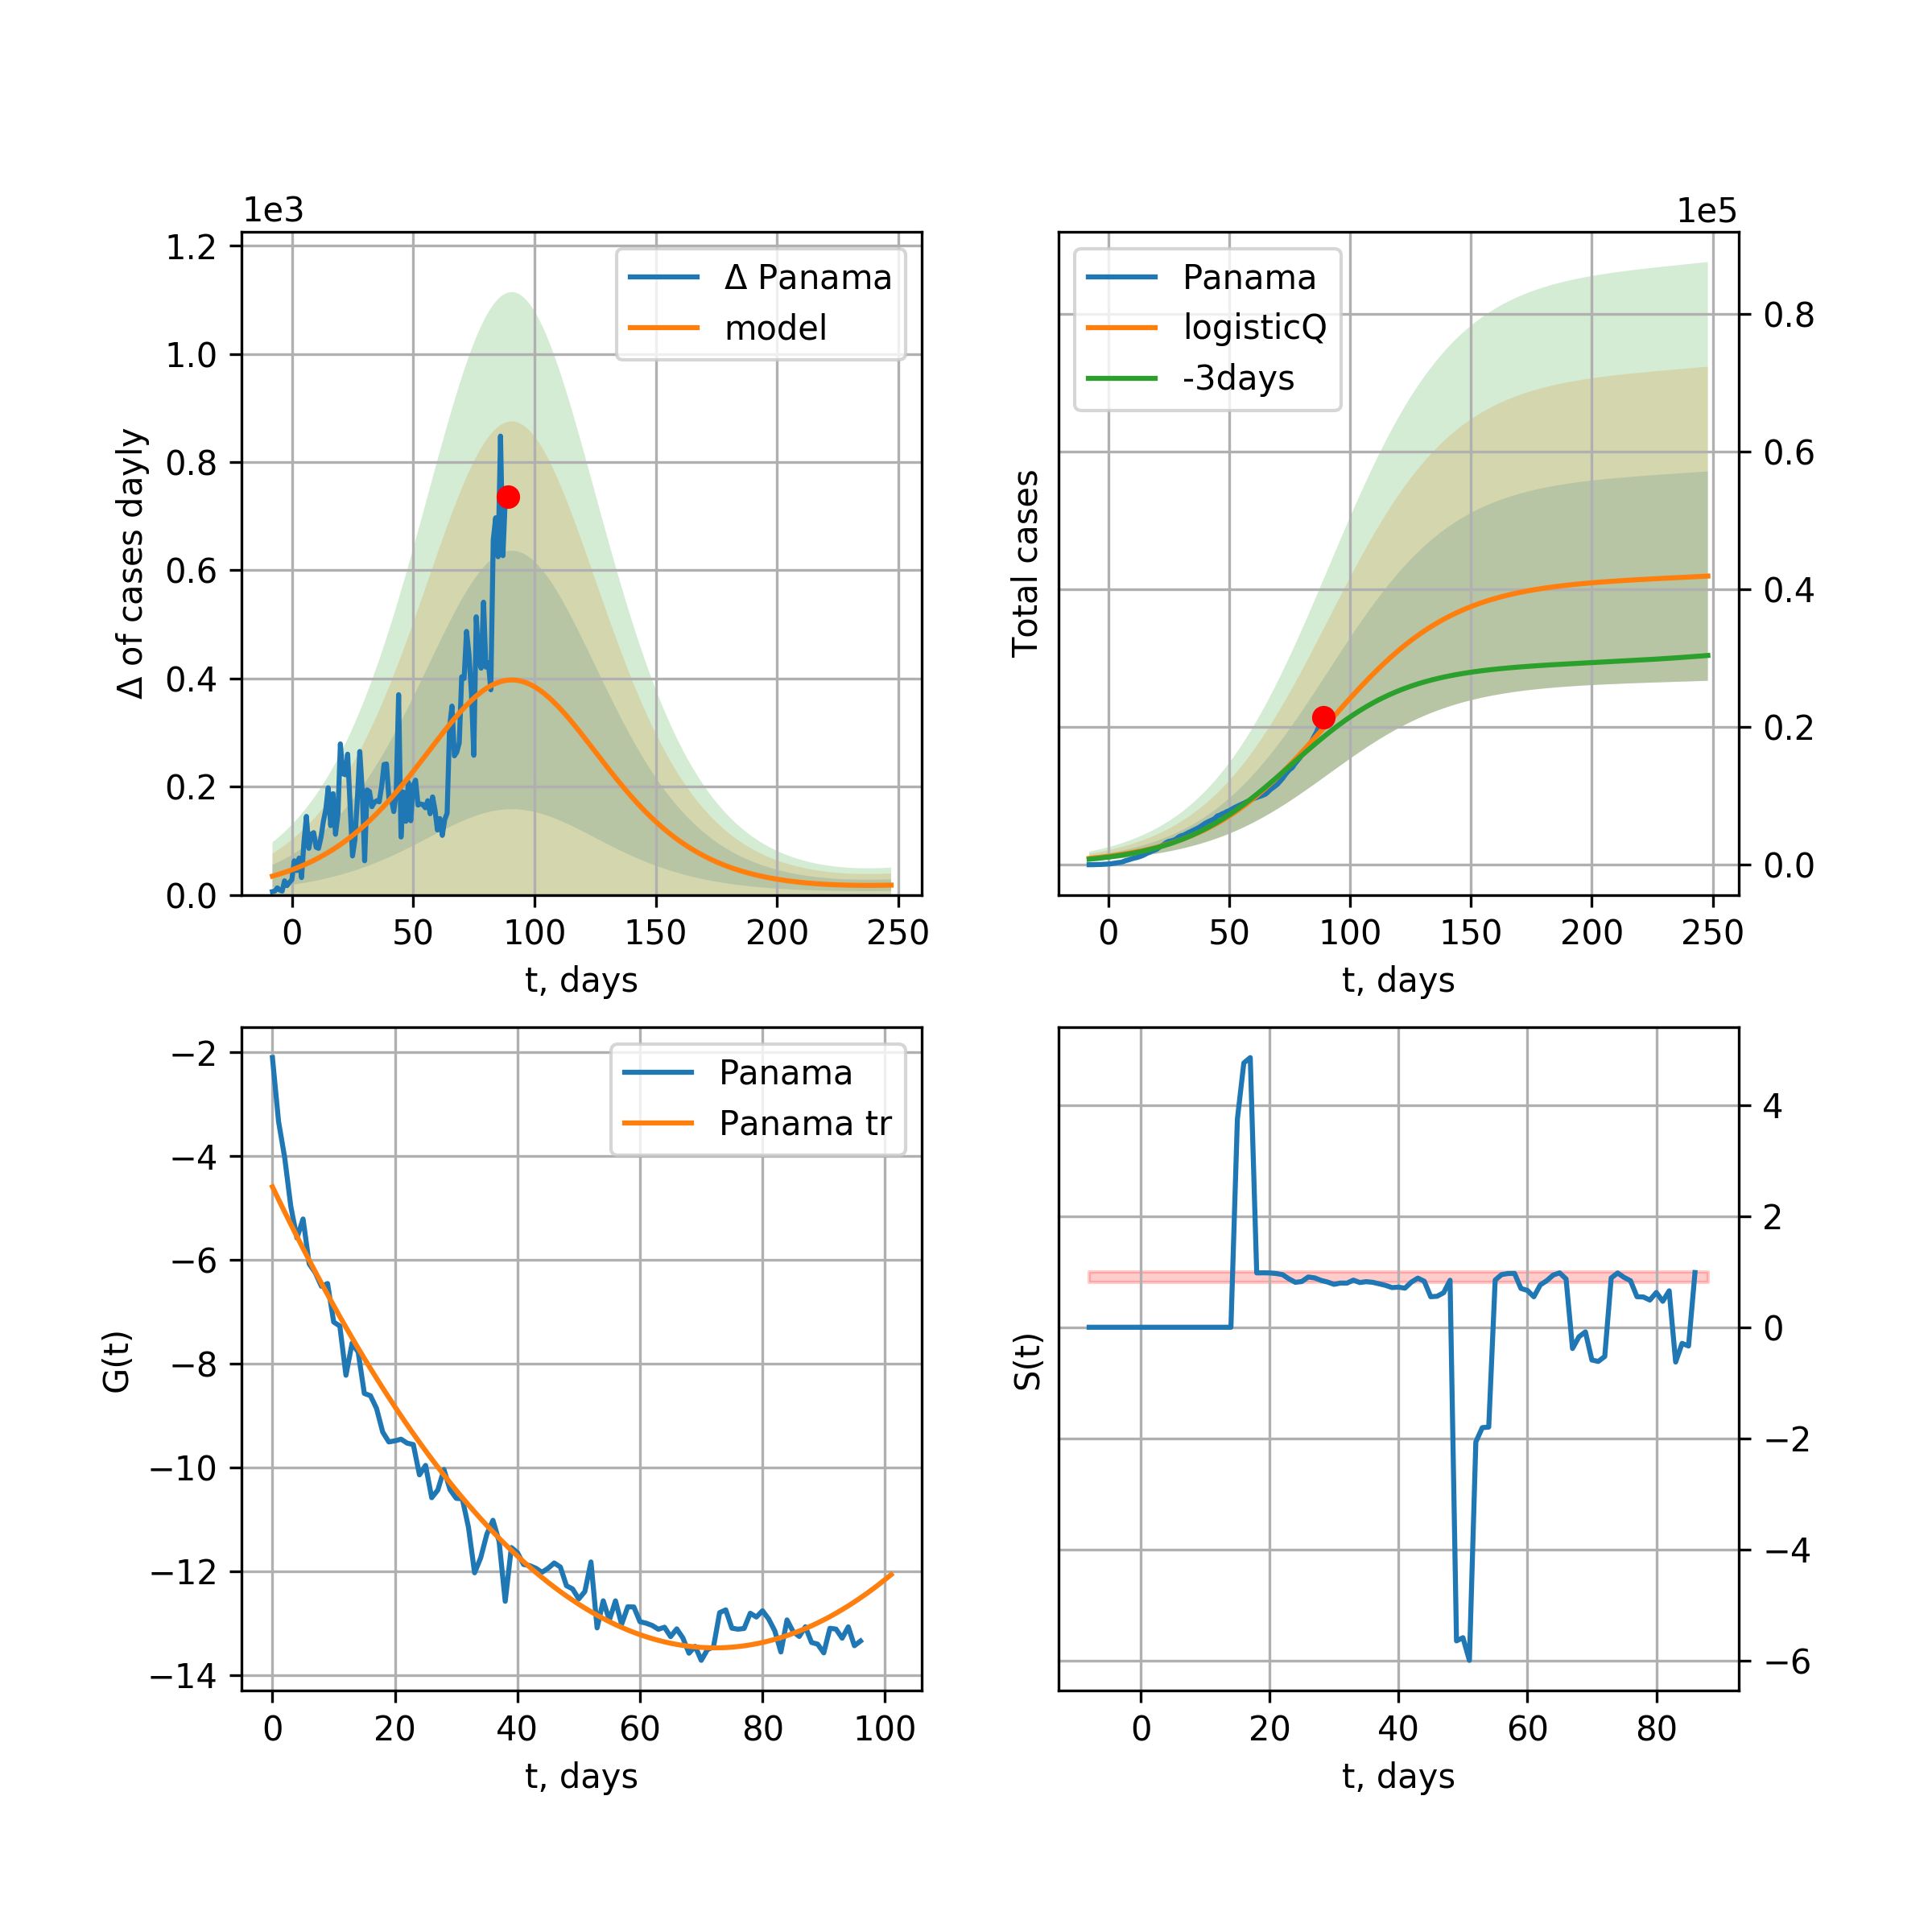 1e3
1.2
1.0
0.8
0.6
0.4
0.2
0.0
Δ of cases dayly
Δ Panama
model
0 50 100 150 200 250
t, days
1e5
Total cases
Panama
logisticQ
-3days
0.8
0.6
0.4
0.2
0.0
0 50 100 150 200 250
t, days
−2
−4
−6
−8
−10
−12
−14
G(t)
Panama
Panama tr
0 20 40 60 80 100
t, days
S(t)
4
2
0
−2
−4
−6
0 20 40 60 80
t, days